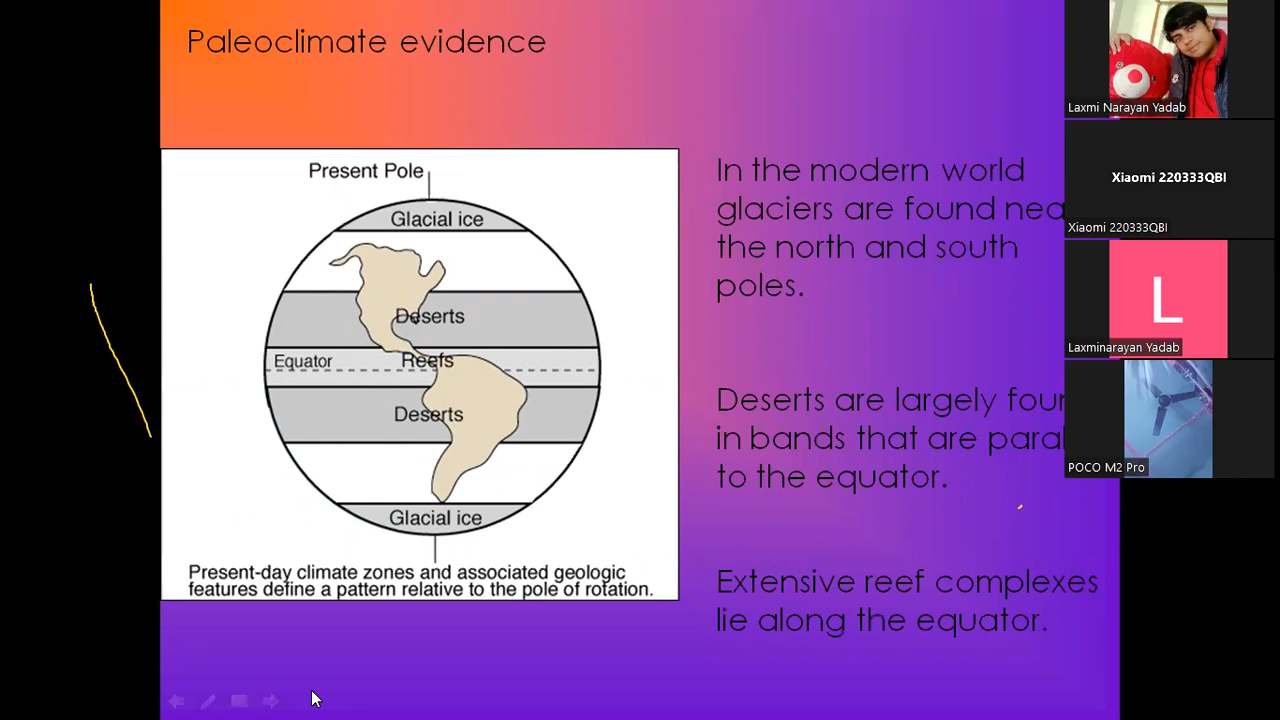 Paleoclimate evidence
Present Pole
Glacial ice
Deserts
Equator
Reefs
Deserts
Glacial ice
Present-day climate zones and associated geologic
features define a pattern relative to the pole of rotation.
In the modern world
glaciers are found
the north and south
poles.
Deserts are largely
in bands that are
to the equator.
Extensive reef complexes
lie along the equator.
Laxmi Narayan Yadab
Xiaomi 220333QBI
Xiaomi 220333QBI
L
Laxminarayan Yadab
POCO M2 Pro